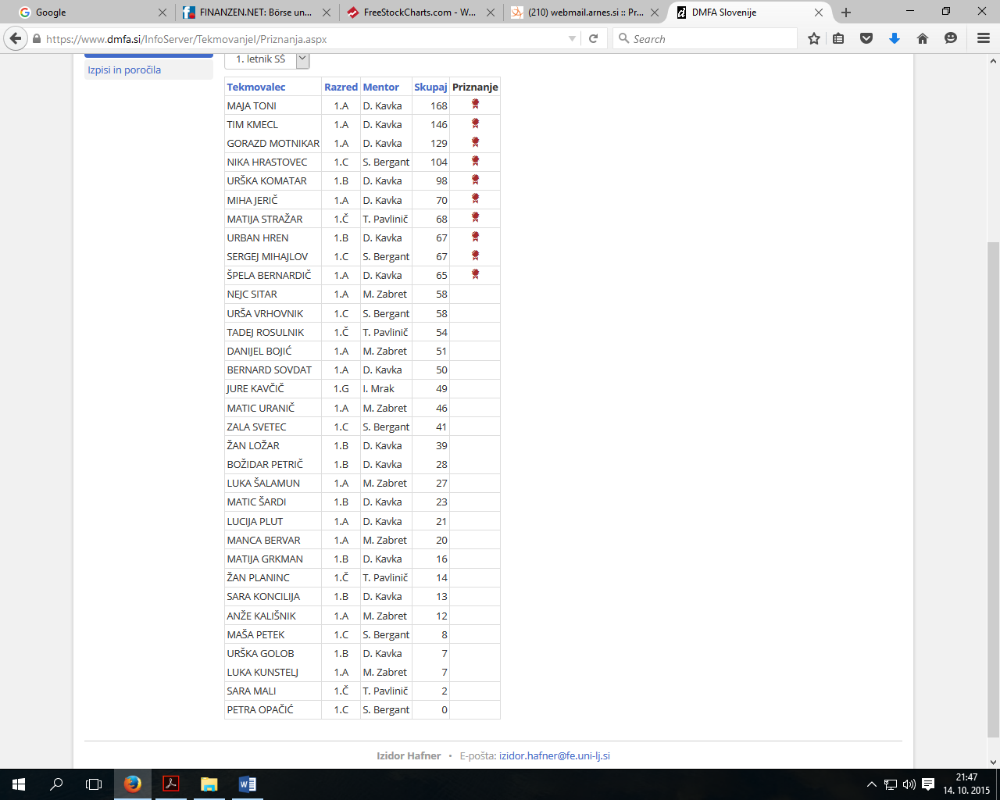 Google
FINANZEN.NET: Börse un...
FreeStockCharts.com - W...
(210) webmail.arnes.si :: Pr...
DMFA Slovenije
https://www.dmfa.si/InfoServer/TekmovanjeI/Priznanja.aspx
Search
Izpisi in poročila
1. letnik SŠ
Tekmovalec Razred Mentor Skupaj Priznanje
MAJA TONI 1.A D. Kavka 168
TIM KMECL 1.A D. Kavka 146
GORAZD MOTNIKAR 1.A D. Kavka 129
NIKA HRASTOVEC 1.C S. Bergant 104
URŠKA KOMATAR 1.B D. Kavka 98
MIHA JERIČ 1.A D. Kavka 70
MATIJA STRAŽAR 1.Č T. Pavlinič 68
URBAN HREN 1.B D. Kavka 67
SERGEJ MIHAJLOV 1.C S. Bergant 67
ŠPELA BERNARDIČ 1.A D. Kavka 65
NEJC SITAR 1.A M. Zabret 58
URŠA VRHOVNIK 1.C S. Bergant 58
TADEJ ROSULNIK 1.Č T. Pavlinič 54
DANIJEL BOJIĆ 1.A M. Zabret 51
BERNARD SOVDAT 1.A D. Kavka 50
JURE KAVČIČ 1.G I. Mrak 49
MATIC URANIČ 1.A M. Zabret 46
ZALA SVETEC 1.C S. Bergant 41
ŽAN LOŽAR 1.B D. Kavka 39
BOŽIDAR PETRIČ 1.B D. Kavka 28
LUKA ŠALAMUN 1.A M. Zabret 27
MATIC ŠARDI 1.B D. Kavka 23
LUCIJA PLUT 1.A D. Kavka 21
MANCA BERVAR 1.A M. Zabret 20
MATIJA GRKMAN 1.B D. Kavka 16
ŽAN PLANINC 1.Č T. Pavlinič 14
SARA KONCILIJA 1.B D. Kavka 13
ANŽE KALIŠNIK 1.A M. Zabret 12
MAŠA PETEK 1.C S. Bergant 8
URŠKA GOLOB 1.B D. Kavka 7
LUKA KUNSTELJ 1.A M. Zabret 7
SARA MALI 1.Č T. Pavlinič 2
PETRA OPAČIĆ 1.C S. Bergant 0
Izidor Hafner • E-pošta: izidor.hafner@fe.uni-lj.si
21:47
14. 10. 2015